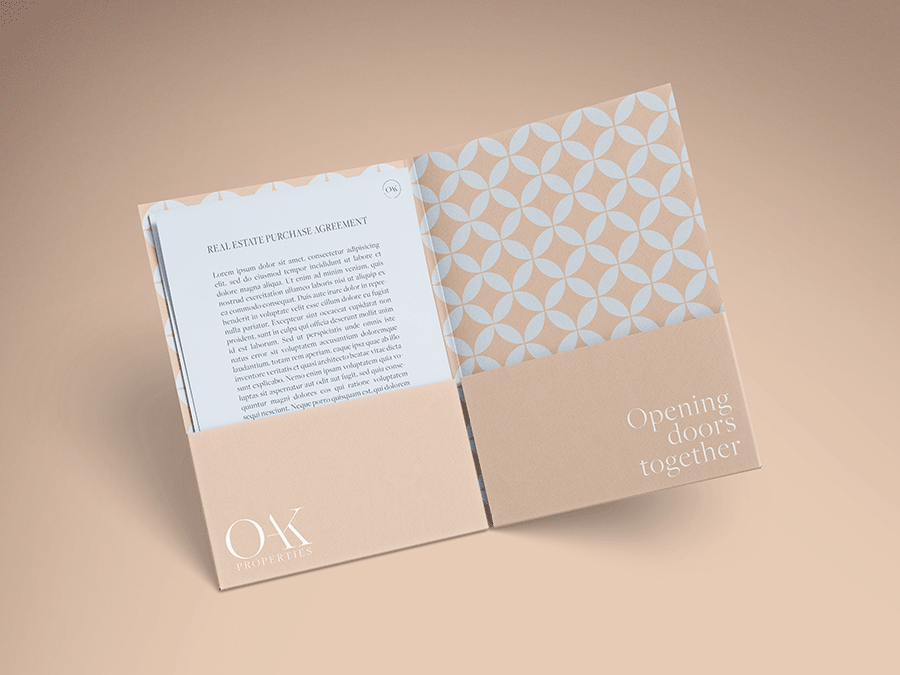 OAK
REAL ESTATE PURCHASE AGREEMENT
Lorem ipsum dolor sit amet, consectetur adipisicing
elit, sed do eiusmod tempor incididunt ut labore et
dolore magna aliqua. Ut enim ad minim veniam, quis
nostrud exercitation ullamco laboris nisi ut aliquip ex
ea commodo consequat. Duis aute irure dolor in repre-
henderit in voluptate velit esse cillum dolore eu fugiat
nulla pariatur. Excepteur sint occaecat cupidatat non
proident, sunt in culpa qui officia deserunt mollit anim
id est laborum. Sed ut perspiciatis unde omnis iste
natus error sit voluptatem accusantium doloremque
laudantium, totam rem aperiam, eaque ipsa quae ab illo
inventore veritatis et quasi architecto beatae vitae dicta
sunt explicabo. Nemo enim ipsam voluptatem quia vo-
luptas sit aspernatur aut odit aut fugit, sed quia conse-
quuntur magni dolores eos qui ratione voluptatem
sequi nesciunt. Neque porro quisquam est, qui dolorem
OAK
PROPERTIES
Opening
doors
together